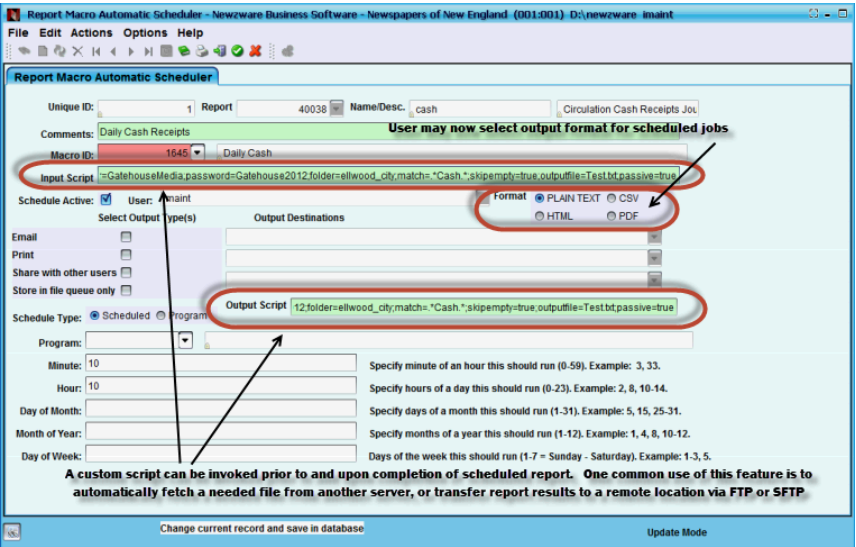 Report Macro Automatic Scheduler - Newzware Business Software - Newspapers of New England (001:001) D:\newzware imaint
File Edit Actions Options Help
Report Macro Automatic Scheduler
Unique ID: 1 Report 40038 Name/Desc. cash Circulation Cash Receipts Jou
Comments: Daily Cash Receipts
User may now select output format for scheduled jobs
Macro ID: 1645 Daily Cash
Input Script =GatehouseMedia;password=Gatehouse2012;folder=ellwood_city;match=.*Cash.*;skipempty=true;outputfile=Test.txt;passive=true
Schedule Active: User: maint Format PLAIN TEXT CSV
Select Output Type(s) Output Destinations HTML PDF
Email
Print
Share with other users
Store in file queue only
Output Script 12;folder=ellwood_city;match=.*Cash.*;skipempty=true;outputfile=Test.txt;passive=true
Schedule Type: Scheduled Program
Program:
Minute: 10 Specify minute of an hour this should run (0-59). Example: 3, 33.
Hour: 10 Specify hours of a day this should run (0-23). Example: 2, 8, 10-14.
Day of Month: Specify days of a month this should run (1-31). Example: 5, 15, 25-31.
Month of Year: Specify months of a year this should run (1-12). Example: 1, 4, 8, 10-12.
Day of Week: Days of the week this should run (1-7 = Sunday - Saturday). Example: 1-3, 5.
A custom script can be invoked prior to and upon completion of scheduled report. One common use of this feature is to
automatically fetch a needed file from another server, or transfer report results to a remote location via FTP or SFTP
Change current record and save in database
Update Mode